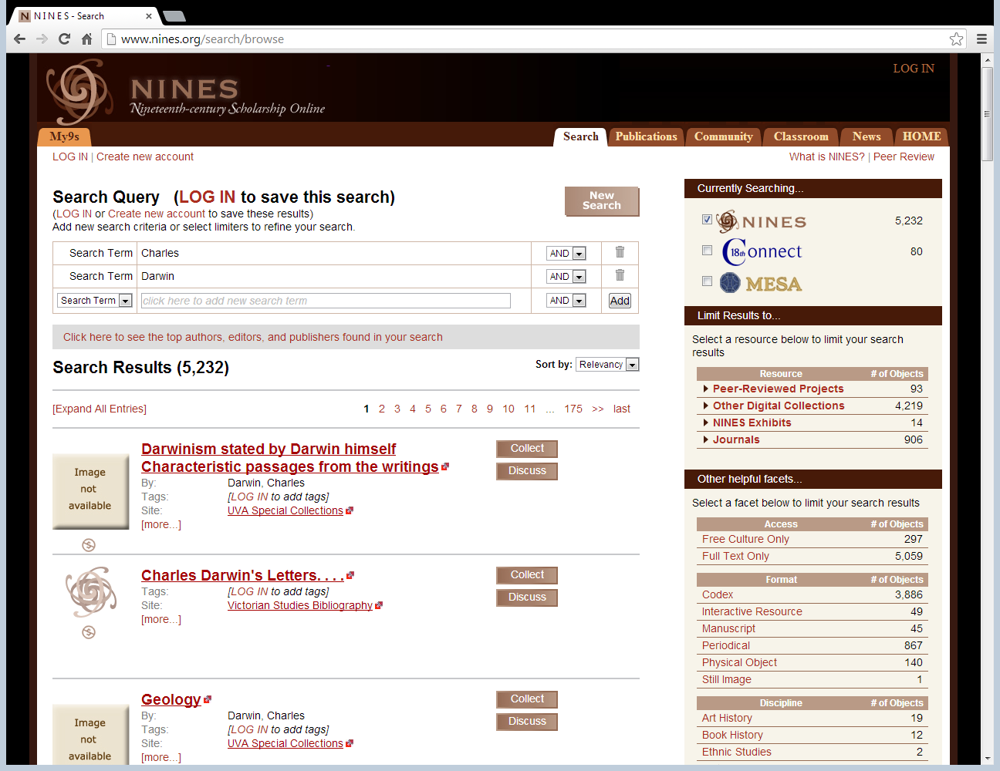 N I N E S - Search
www.nines.org/search/browse
LOG IN
NINES
Nineteenth-century Scholarship Online
My9s
Search Publications Community Classroom News HOME
LOG IN | Create new account
What is NINES? | Peer Review
Search Query (LOG IN to save this search)
(LOG IN or Create new account to save these results)
Add new search criteria or select limiters to refine your search.
New
Search
Search Term Charles AND
Search Term Darwin AND
Search Term click here to add new search term AND Add
Click here to see the top authors, editors, and publishers found in your search
Search Results (5,232)
Sort by: Relevancy
[Expand All Entries]
1 2 3 4 5 6 7 8 9 10 11 ... 175 >> last
Image
not
available
Darwinism stated by Darwin himself
Characteristic passages from the writings
By: Darwin, Charles
Tags: [LOG IN to add tags]
Site: UVA Special Collections
[more...]
Collect
Discuss
Charles Darwin's Letters. . . .
Tags: [LOG IN to add tags]
Site: Victorian Studies Bibliography
[more...]
Collect
Discuss
Image
not
available
Geology
By: Darwin, Charles
Tags: [LOG IN to add tags]
Site: UVA Special Collections
[more...]
Collect
Discuss
Currently Searching...
NINES 5,232
18th Connect 80
MESA
Limit Results to...
Select a resource below to limit your search
results
Resource # of Objects
Peer-Reviewed Projects 93
Other Digital Collections 4,219
NINES Exhibits 14
Journals 906
Other helpful facets...
Select a facet below to limit your search results
Access # of Objects
Free Culture Only 297
Full Text Only 5,059
Format # of Objects
Codex 3,886
Interactive Resource 49
Manuscript 45
Periodical 867
Physical Object 140
Still Image 1
Discipline # of Objects
Art History 19
Book History 12
Ethnic Studies 2